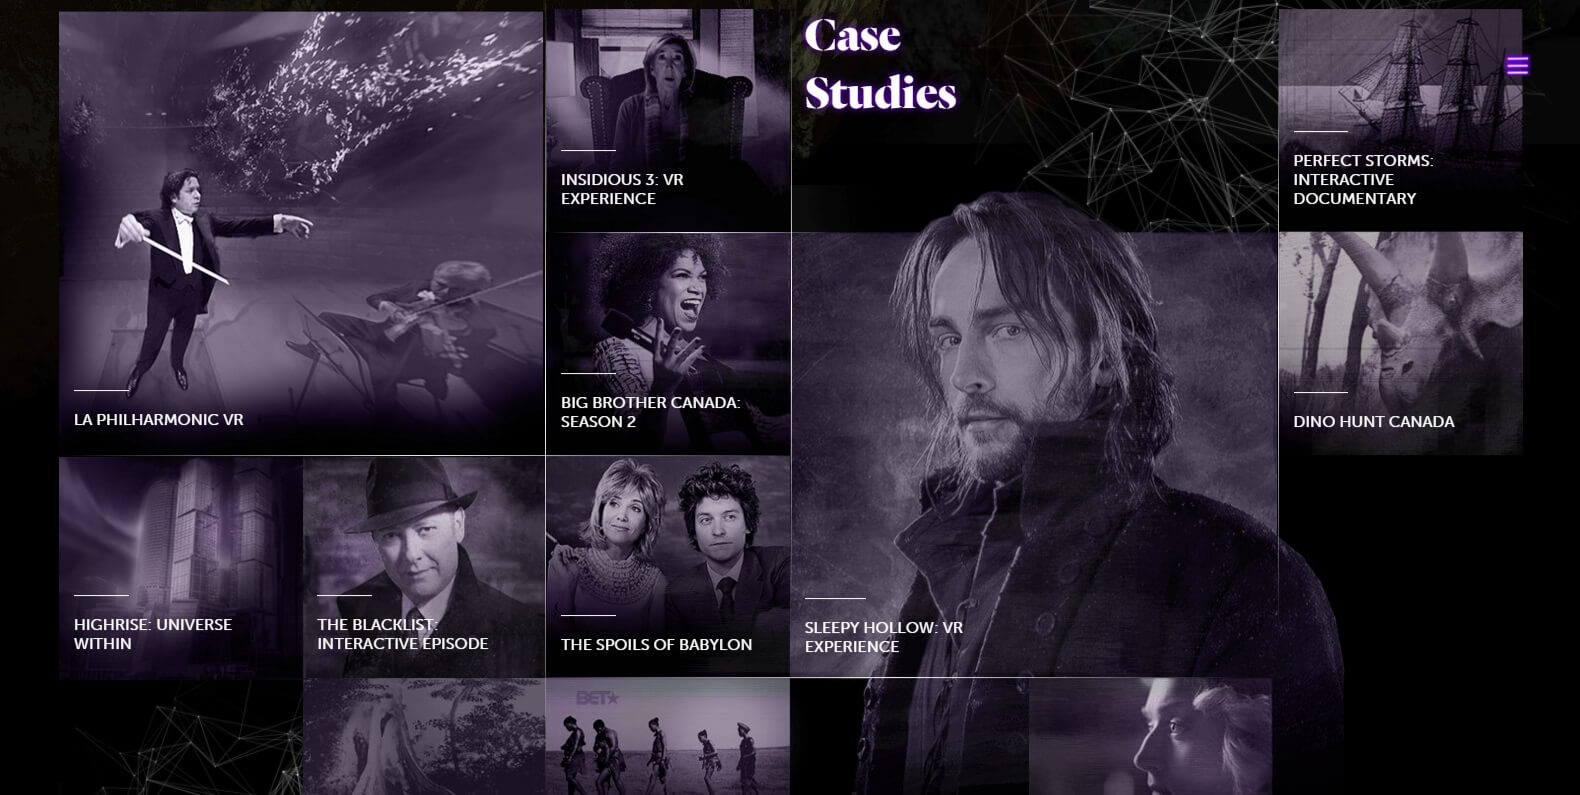 Case
Studies
LA PHILHARMONIC VR
INSIDIOUS 3: VR
EXPERIENCE
PERFECT STORMS:
INTERACTIVE
DOCUMENTARY
BIG BROTHER CANADA:
SEASON 2
DINO HUNT CANADA
HIGHRISE: UNIVERSE
WITHIN
THE BLACKLIST:
INTERACTIVE EPISODE
THE SPOILS OF BABYLON
SLEEPY HOLLOW: VR
EXPERIENCE
BET★